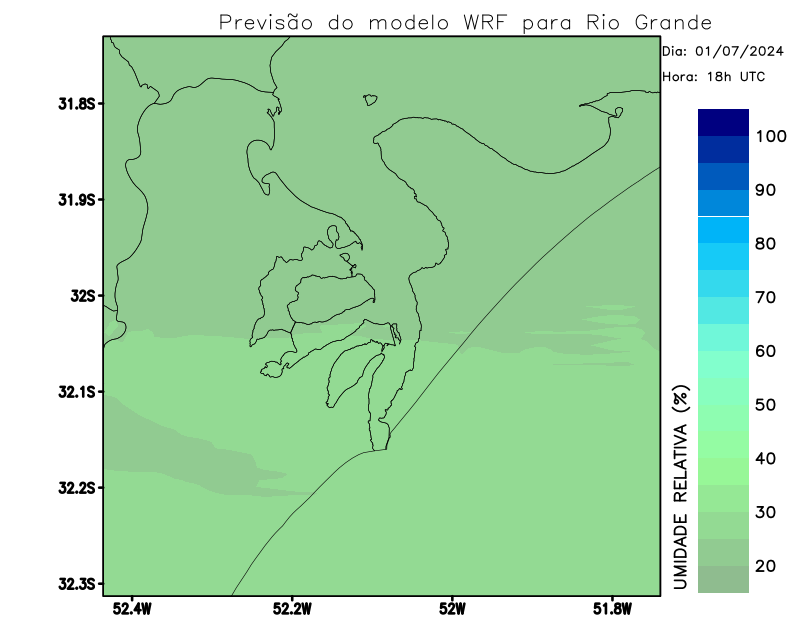 Previsão do modelo WRF para Rio Grande
Dia: 01/07/2024
Hora: 18h UTC
31.8S
31.9S
32S
32.1S
32.2S
32.3S
52.4W
52.2W
52W
51.8W
UMIDADE RELATIVA (%)
100
90
80
70
60
50
40
30
20